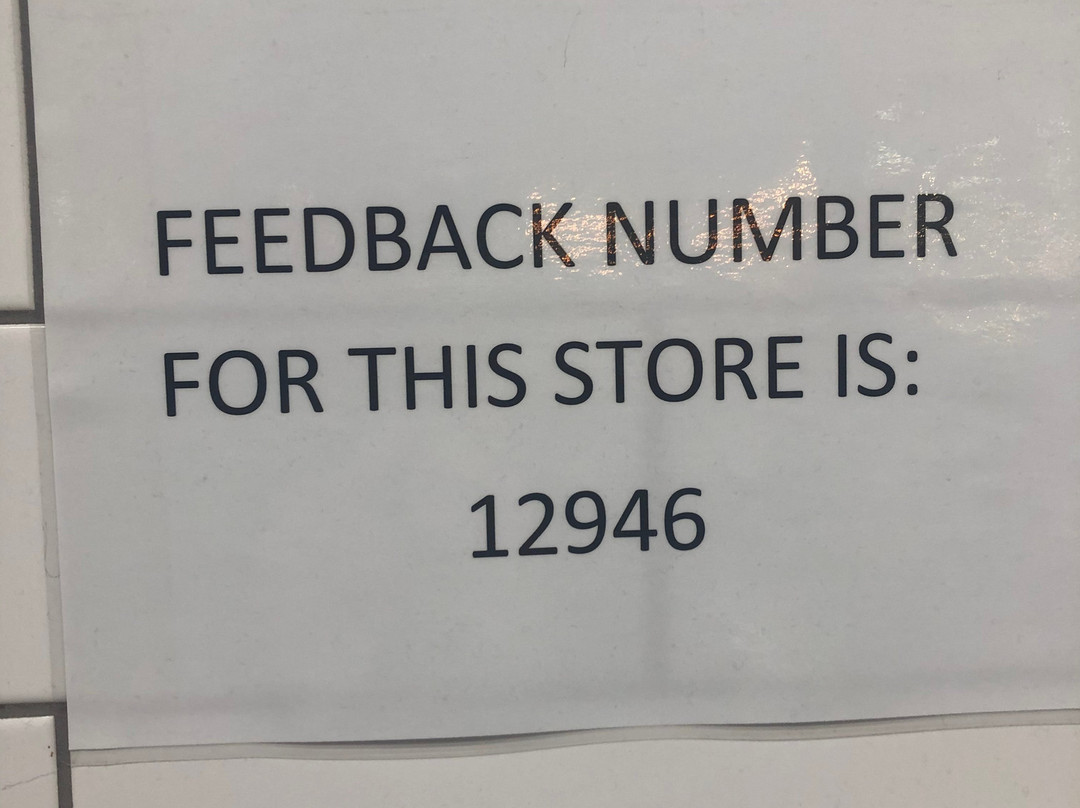 FEEDBACK NUMBER
FOR THIS STORE IS:
12946